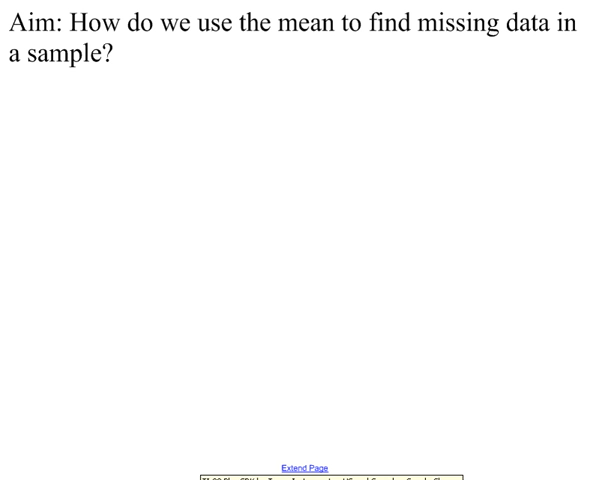 Aim: How do we use the mean to find missing data in
a sample?
Extend Page